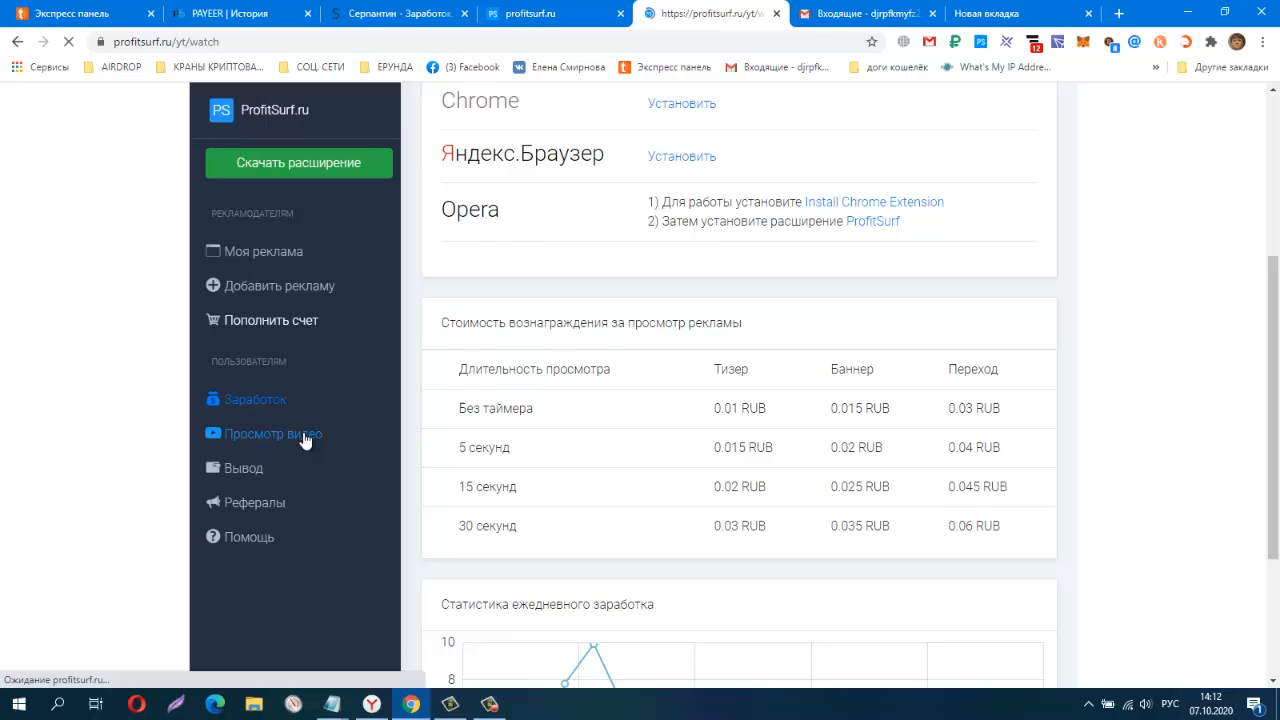 Экспресс панель
PAYEER | История
Серпантин - Заработок,
profitsurf.ru
https://profitsurf.ru/yt/w
Входящие - djrpfkmyfz2
Новая вкладка
profitsurf.ru/yt/watch
Сервисы
AIRDROP
КРАНЫ КРИПТОВА...
СОЦ. СЕТИ
ЕРУНДА
(3) Facebook
Елена Смирнова
Экспресс панель
Входящие - djrpfk...
доги кошелёк
What's My IP Addre...
»
Другие закладки
12
8
PS ProfitSurf.ru
Скачать расширение
РЕКЛАМОДАТЕЛЯМ
Моя реклама
Добавить рекламу
Пополнить счет
ПОЛЬЗОВАТЕЛЯМ
Заработок
Просмотр видео
Вывод
Рефералы
Помощь
Chrome Установить
Яндекс.Браузер Установить
Opera
1) Для работы установите Install Chrome Extension
2) Затем установите расширение ProfitSurf
Стоимость вознаграждения за просмотр рекламы
Длительность просмотра Тизер Баннер Переход
Без таймера 0.01 RUB 0.015 RUB 0.03 RUB
5 секунд 0.015 RUB 0.02 RUB 0.04 RUB
15 секунд 0.02 RUB 0.025 RUB 0.045 RUB
30 секунд 0.03 RUB 0.035 RUB 0.06 RUB
Статистика ежедневного заработка
10
8
Ожидание profitsurf.ru...
РУС
14:12
07.10.2020